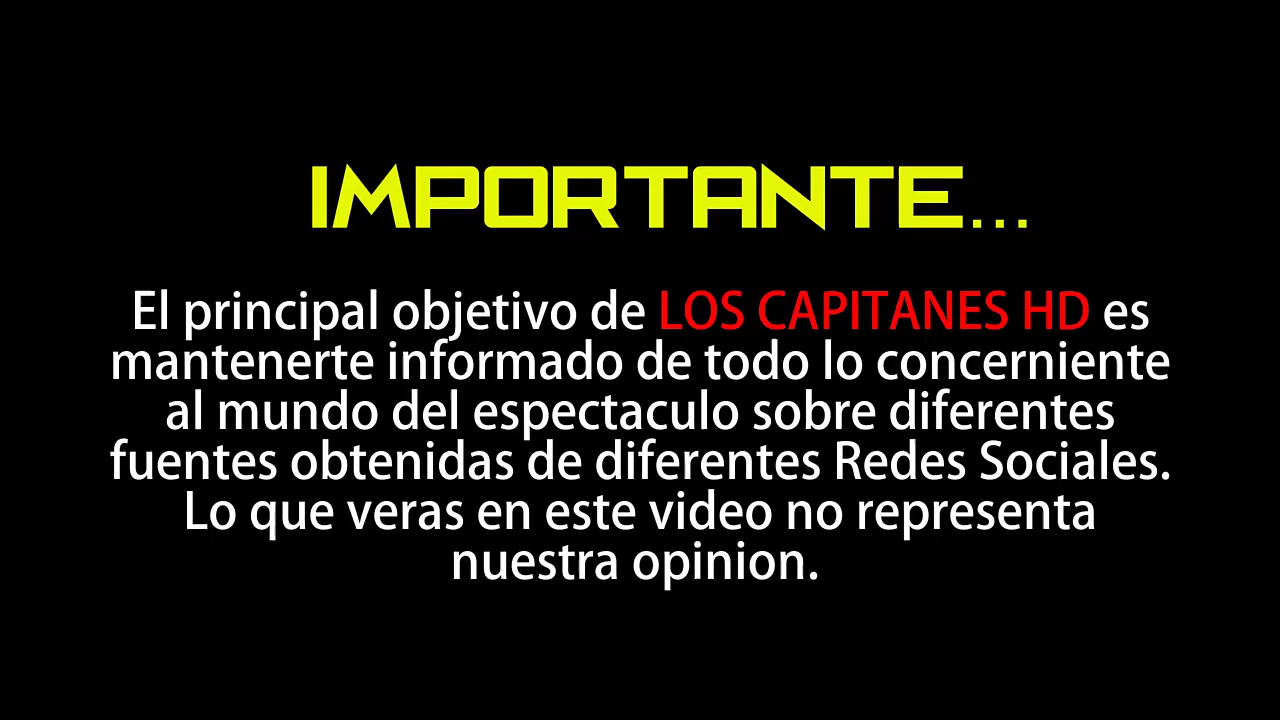 IMPORTANTE...
El principal objetivo de LOS CAPITANES HD es
mantenerte informado de todo lo concerniente
al mundo del espectaculo sobre diferentes
fuentes obtenidas de diferentes Redes Sociales.
Lo que veras en este video no representa
nuestra opinion.